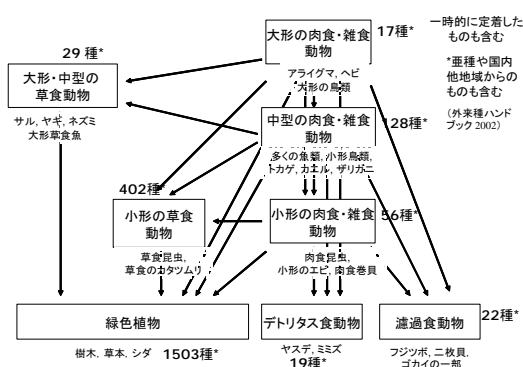 大形の肉食・雑食
動物
17種*
アライグマ, ヘビ
大形の鳥類
一時的に定着した
ものも含む
*亜種や国内
他地域からの
ものも含む
(外来種ハンド
ブック 2002)
29 種*
大形・中型の
草食動物
サル, ヤギ, ネズミ
大形草食魚
中型の肉食・雑食
動物
128種*
多くの魚類, 小形鳥類,
トカゲ, カエル, ザリガニ
402種*
小形の草食
動物
草食昆虫,
草食のカタツムリ
小形の肉食・雑食
動物
56種*
肉食昆虫,
小形のエビ, 肉食巻貝
緑色植物
樹木, 草本, シダ
1503種*
デトリタス食動物
ヤスデ, ミミズ
19種*
濾過食動物
22種*
フジツボ, 二枚貝,
ゴカイの一部